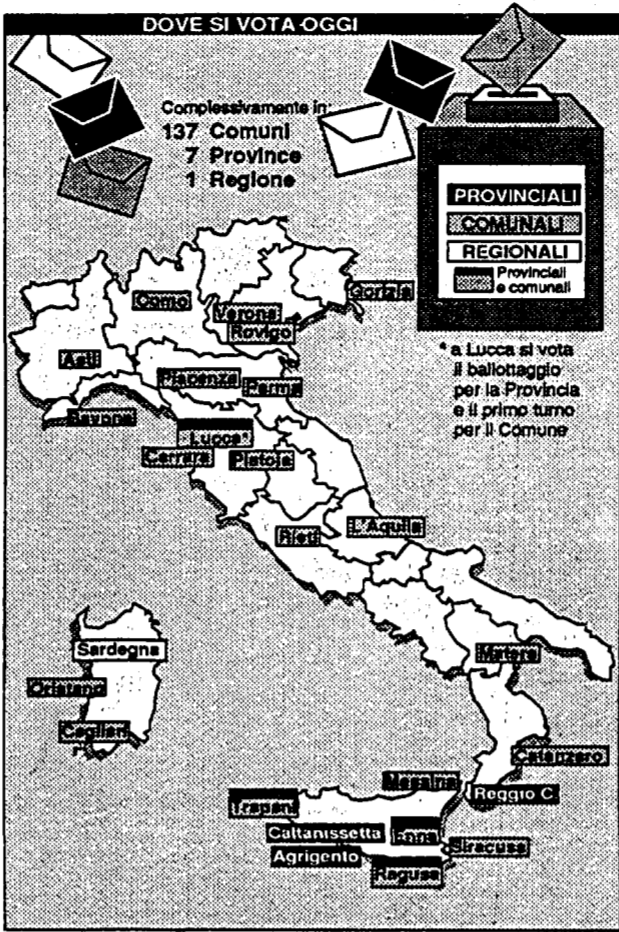 DOVE SI VOTA OGGI
Complessivamente in:
137 Comuni
7 Province
1 Regione
PROVINCIALI
COMUNALI
REGIONALI
Provinciali
e comunali
* a Lucca si vota
il ballottaggio
per la Provincia
e il primo turno
per il Comune
Como
Verona
Rovigo
Gorizia
Asti
Piacenza
Parma
Savona
Lucca*
Carrara
Pistoia
Rieti
L'Aquila
Sardegna
Oristano
Cagliari
Matera
Catanzaro
Messina
Reggio C.
Trapani
Caltanissetta
Enna
Siracusa
Agrigento
Ragusa